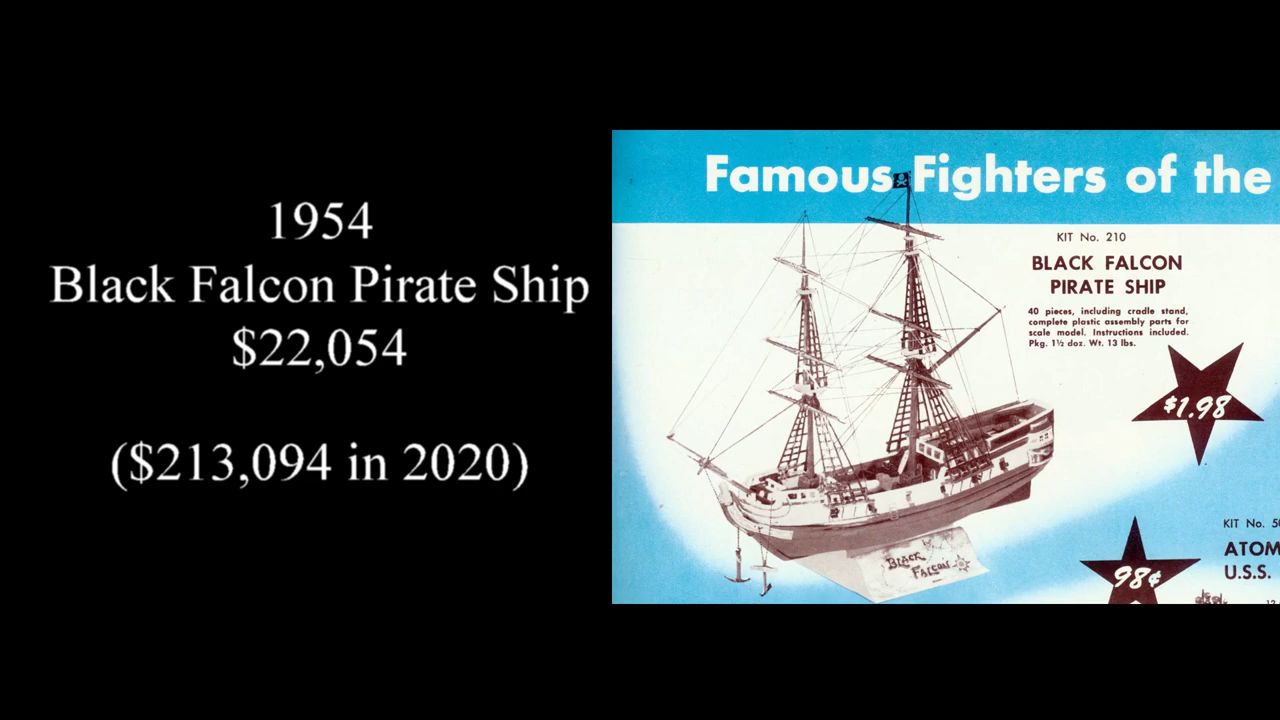 1954
Black Falcon Pirate Ship
$22,054
($213,094 in 2020)
Famous Fighters of the
KIT No. 210
BLACK FALCON
PIRATE SHIP
40 pieces, including cradle stand,
complete plastic assembly parts for
scale model. Instructions included.
Pkg. 1½ doz. Wt. 13 lbs.
$1.98
BLACK
FALCON
KIT No. 50
98¢
ATOM
U.S.S.